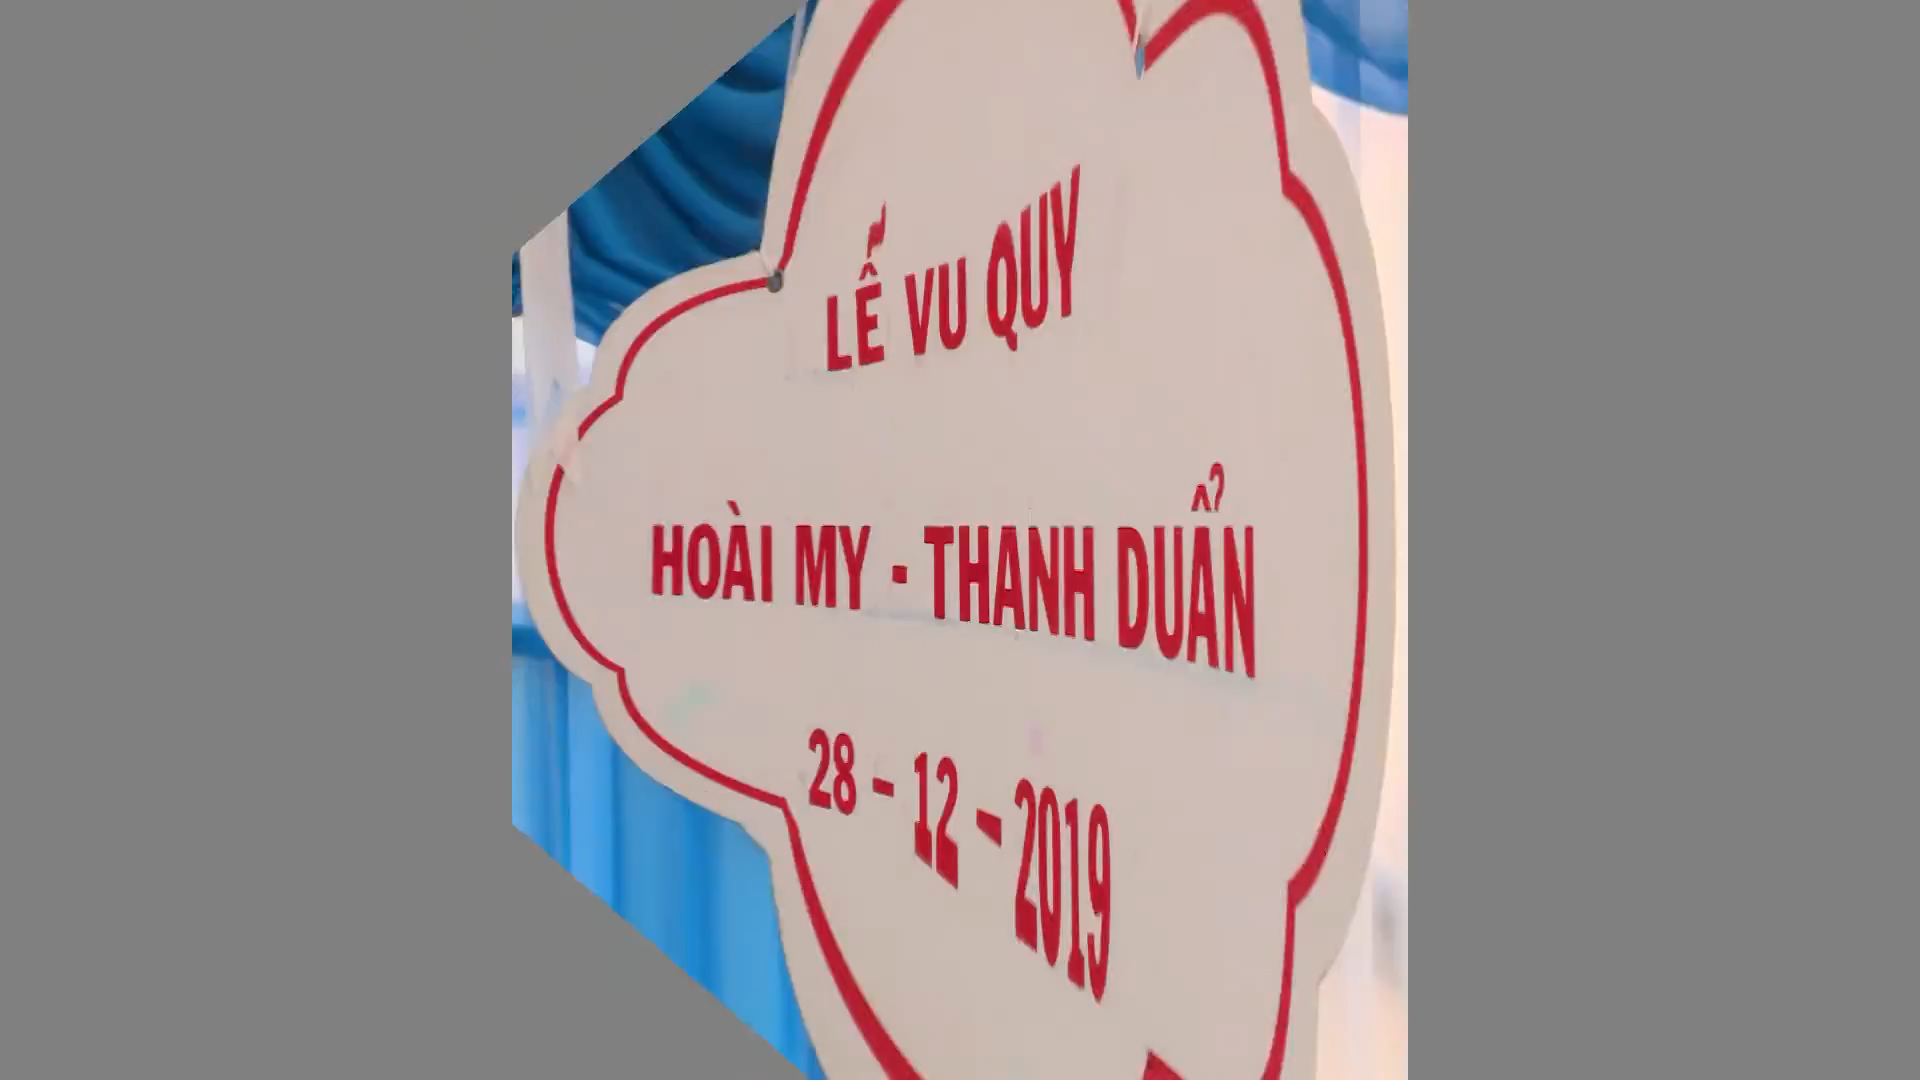 LỄ VU QUY
HOÀI MY - THANH DUẨN
28 - 12 - 2019